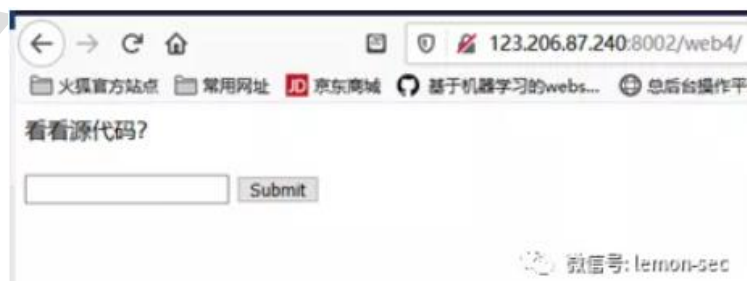 123.206.87.240:8002/web4/
火狐官方站点 常用网址 JD 京东商城 基于机器学习的webs... 总后台操作平
看看源代码?
Submit
微信号: lemon-sec